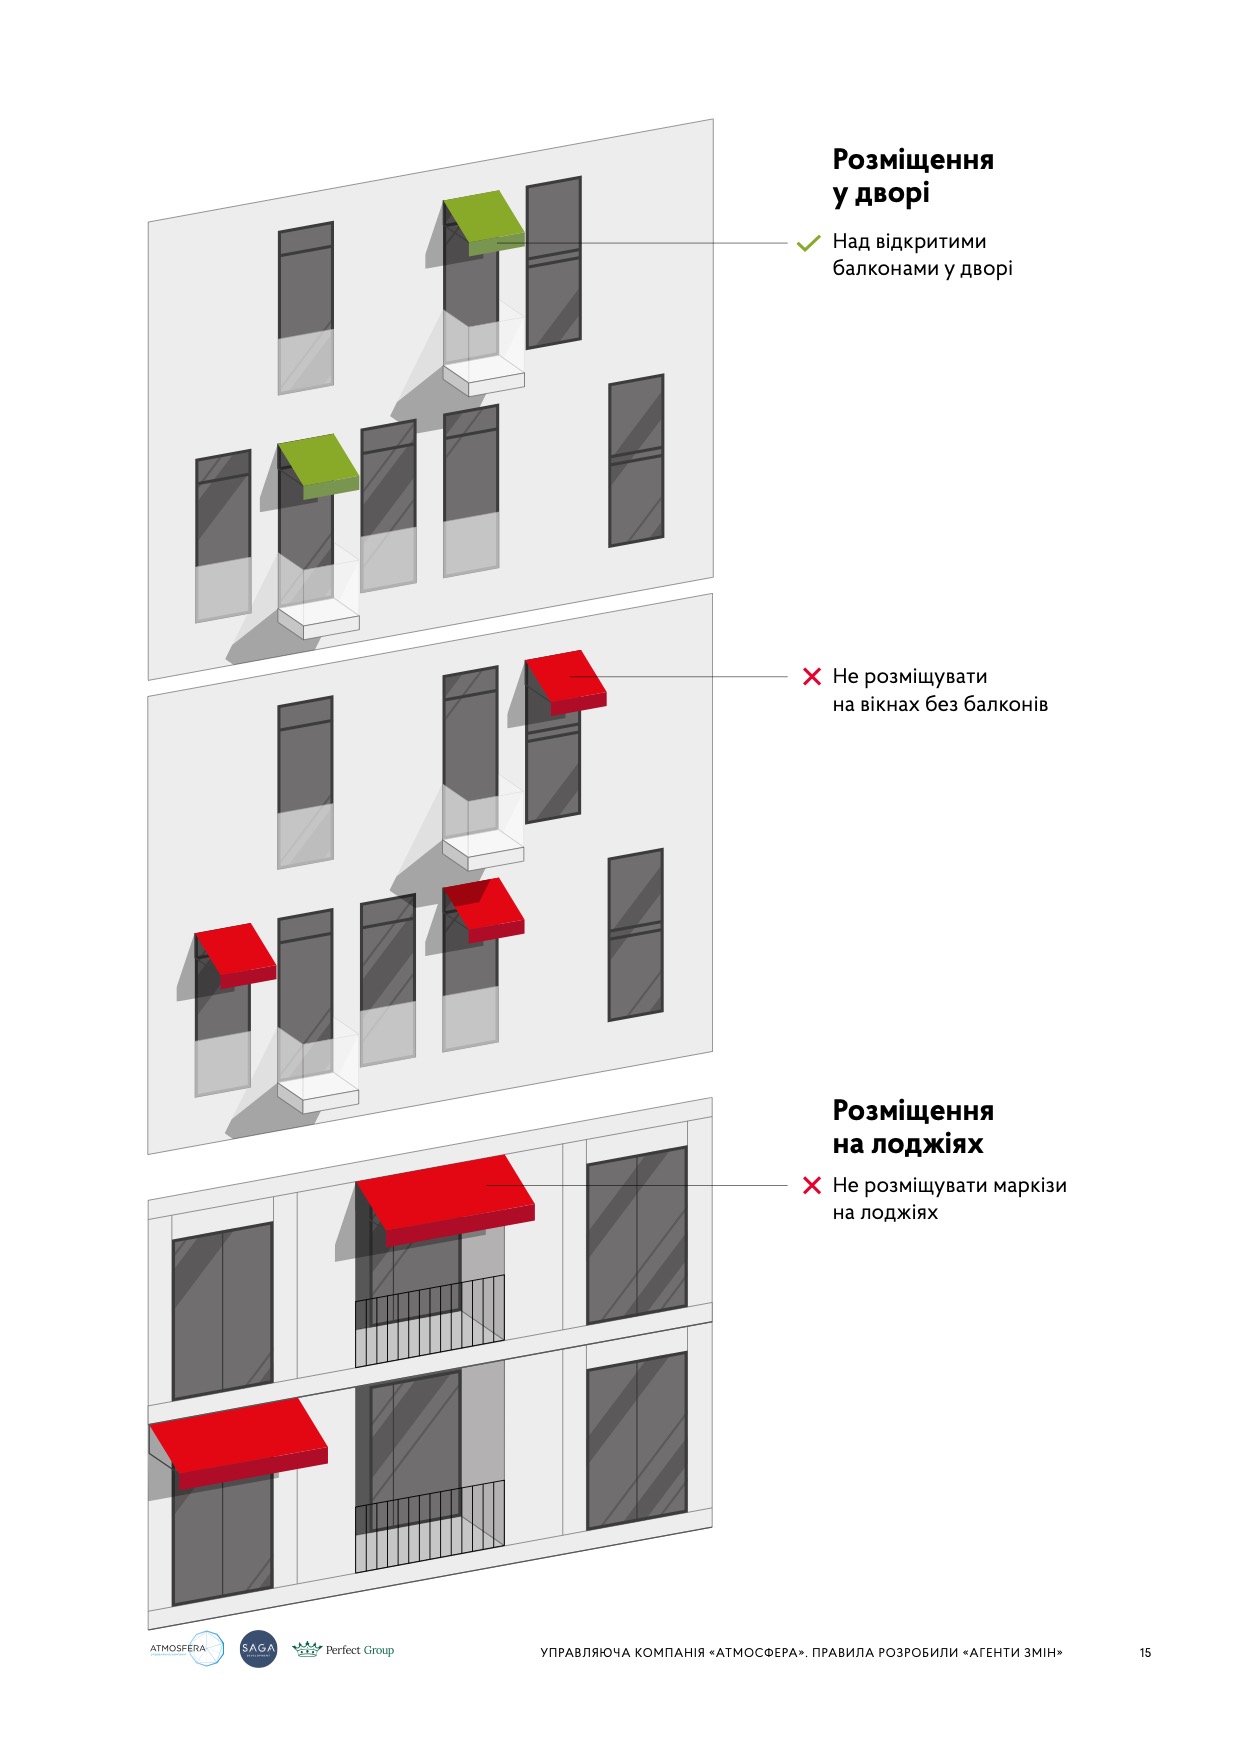 Розміщення
у дворі
Над відкритими
балконами у дворі
Не розміщувати
на вікнах без балконів
Розміщення
на лоджіях
Не розміщувати маркізи
на лоджіях
ATMOSFERA
SAGA
DEVELOPMENT
Perfect Group
УПРАВЛЯЮЧА КОМПАНІЯ «АТМОСФЕРА». ПРАВИЛА РОЗРОБИЛИ «АГЕНТИ ЗМІН»
15